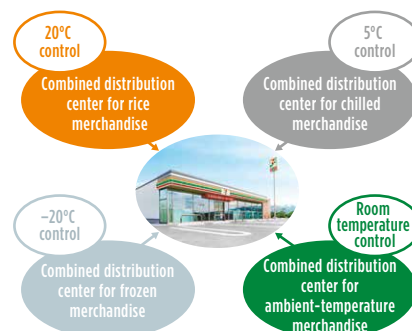 20°C
control
Combined distribution
center for rice
merchandise
5°C
control
Combined distribution
center for chilled
merchandise
–20°C
control
Combined distribution
center for frozen
merchandise
Room
temperature
control
Combined distribution
center for
ambient-temperature
merchandise